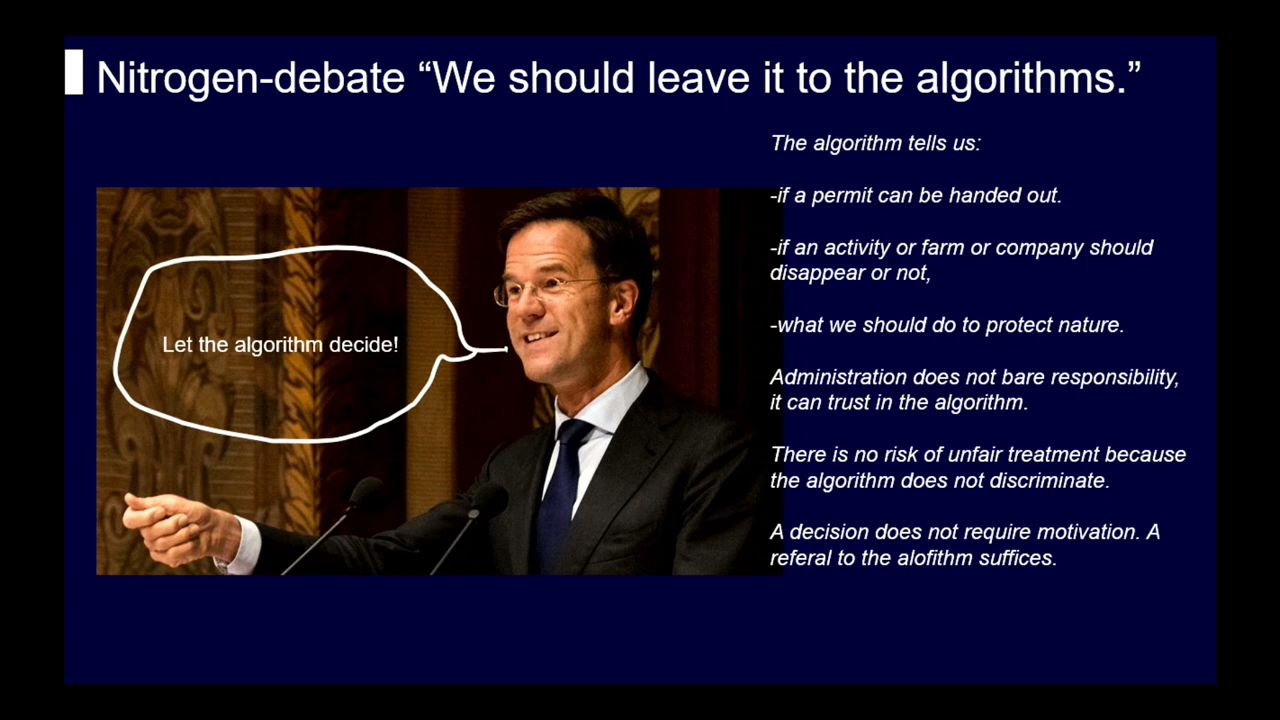 Nitrogen-debate “We should leave it to the algorithms.”
The algorithm tells us:
-if a permit can be handed out.
-if an activity or farm or company should
disappear or not,
-what we should do to protect nature.
Administration does not bare responsibility,
it can trust in the algorithm.
There is no risk of unfair treatment because
the algorithm does not discriminate.
A decision does not require motivation. A
referal to the alofithm suffices.
Let the algorithm decide!